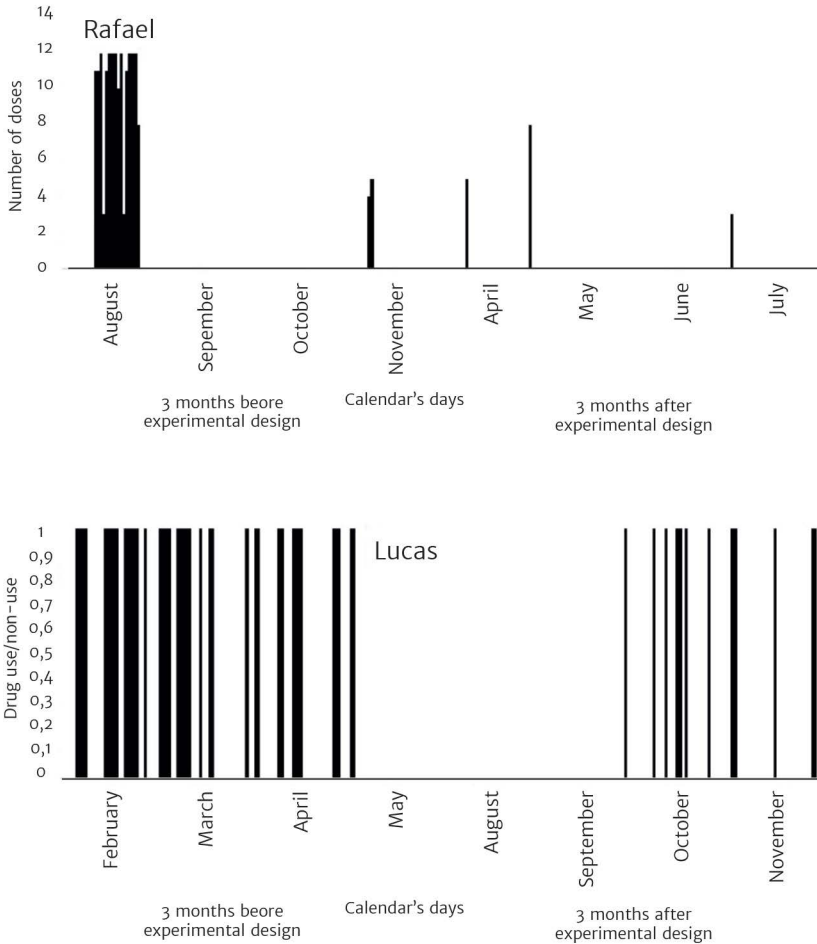 Rafael
Number of doses
14
12
10
8
6
4
2
0
August
Sepember
October
November
April
May
June
July
3 months beore
experimental design
Calendar's days
3 months after
experimental design
Lucas
Drug use/non-use
1
0,9
0,8
0,7
0,6
0,5
0,4
0,3
0,2
0,1
0
February
March
April
May
August
September
October
November
3 months beore
experimental design
Calendar's days
3 months after
experimental design